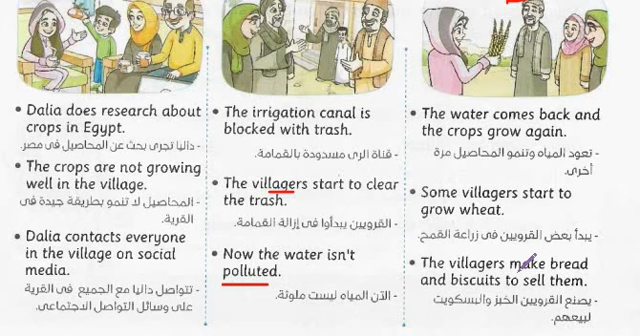 • Dalia does research about
crops in Egypt.
- داليا تجرى بحث عن المحاصيل فى مصر.
• The crops are not growing
well in the village.
- المحاصيل لا تنمو بطريقة جيدة فى
القرية.
• Dalia contacts everyone
in the village on social
media.
- تتواصل داليا مع الجميع فى القرية
على وسائل التواصل الاجتماعى.
• The irrigation canal is
blocked with trash.
- قناة الرى مسدودة بالقمامة.
• The villagers start to clear
the trash.
- القرويين يبدأوا فى إزالة القمامة.
• Now the water isn't
polluted.
- الآن المياه ليست ملوثة.
• The water comes back and
the crops grow again.
- تعود المياه وتنمو المحاصيل مرة
أخرى.
• Some villagers start to
grow wheat.
- يبدأ بعض القرويين فى زراعة القمح.
• The villagers make bread
and biscuits to sell them.
- يصنع القرويين الخبز والبسكويت
لبيعهم.